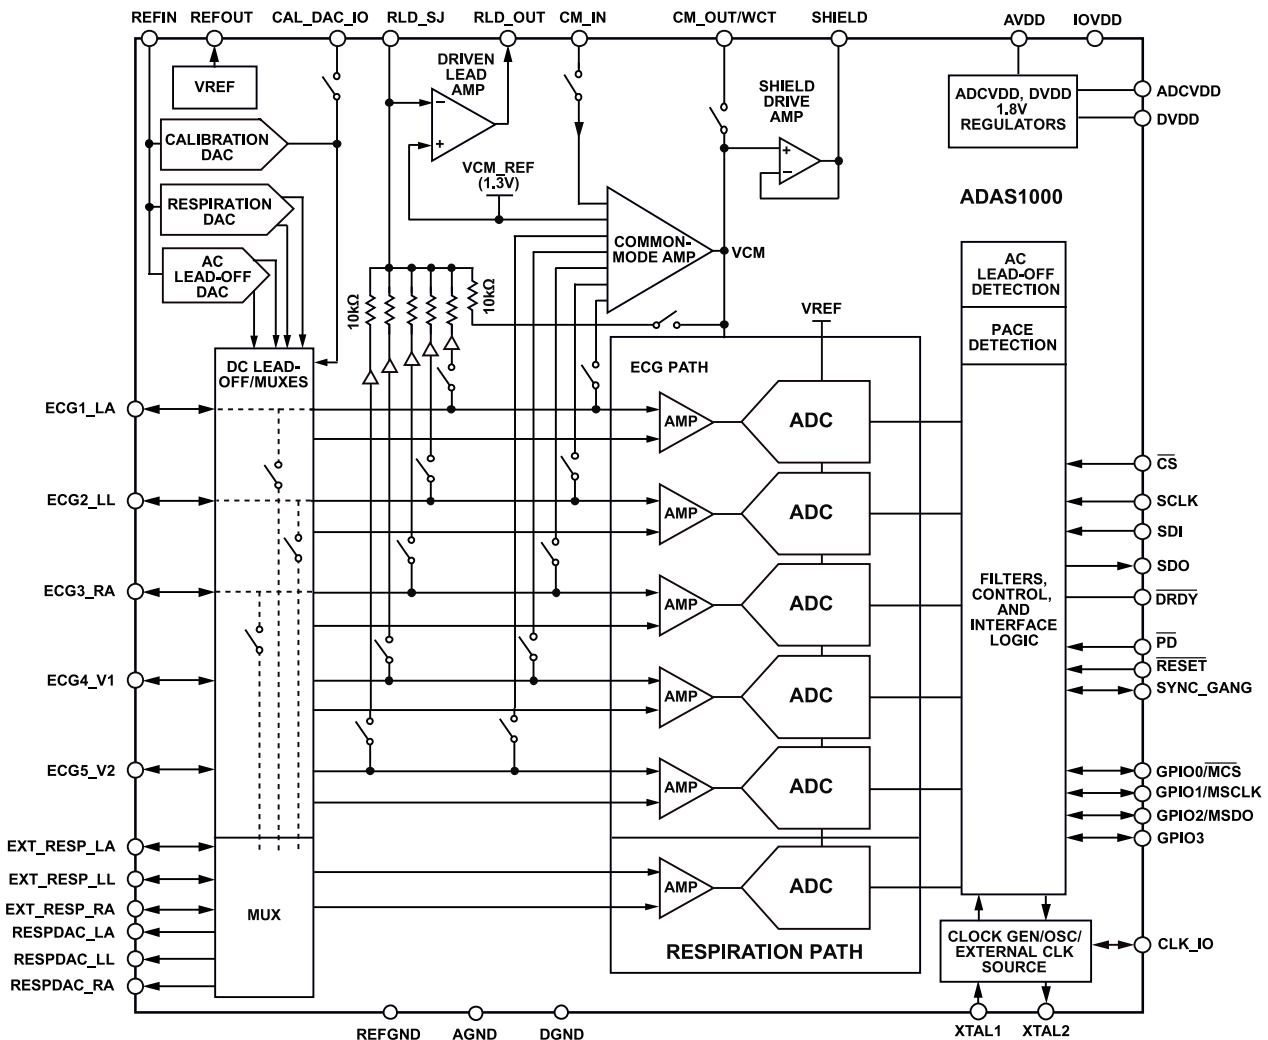 REFIN REFOUT CAL_DAC_IO RLD_SJ RLD_OUT CM_IN CM_OUT/WCT SHIELD AVDD IOVDD
VREF
DRIVEN
LEAD
AMP
−
+
SHIELD
DRIVE
AMP
+
−
ADCVDD, DVDD
1.8V
REGULATORS
ADCVDD
DVDD
CALIBRATION
DAC
VCM_REF
(1.3V)
RESPIRATION
DAC
ADAS1000
AC
LEAD-OFF
DAC
COMMON-
MODE AMP
VCM
AC
LEAD-OFF
DETECTION
10kΩ
10kΩ
VREF
PACE
DETECTION
DC LEAD-
OFF/MUXES
ECG PATH
ECG1_LA
AMP
ADC
C̅S̅
ECG2_LL
AMP
ADC
SCLK
SDI
SDO
ECG3_RA
AMP
ADC
FILTERS,
CONTROL,
AND
INTERFACE
LOGIC
D̅R̅D̅Y̅
P̅D̅
R̅E̅S̅E̅T̅
SYNC_GANG
ECG4_V1
AMP
ADC
ECG5_V2
AMP
ADC
GPIO0/M̅C̅S̅
GPIO1/MSCLK
GPIO2/MSDO
GPIO3
EXT_RESP_LA
EXT_RESP_LL
EXT_RESP_RA
RESPDAC_LA
RESPDAC_LL
RESPDAC_RA
MUX
AMP
ADC
RESPIRATION PATH
CLOCK GEN/OSC/
EXTERNAL CLK
SOURCE
CLK_IO
REFGND AGND DGND XTAL1 XTAL2